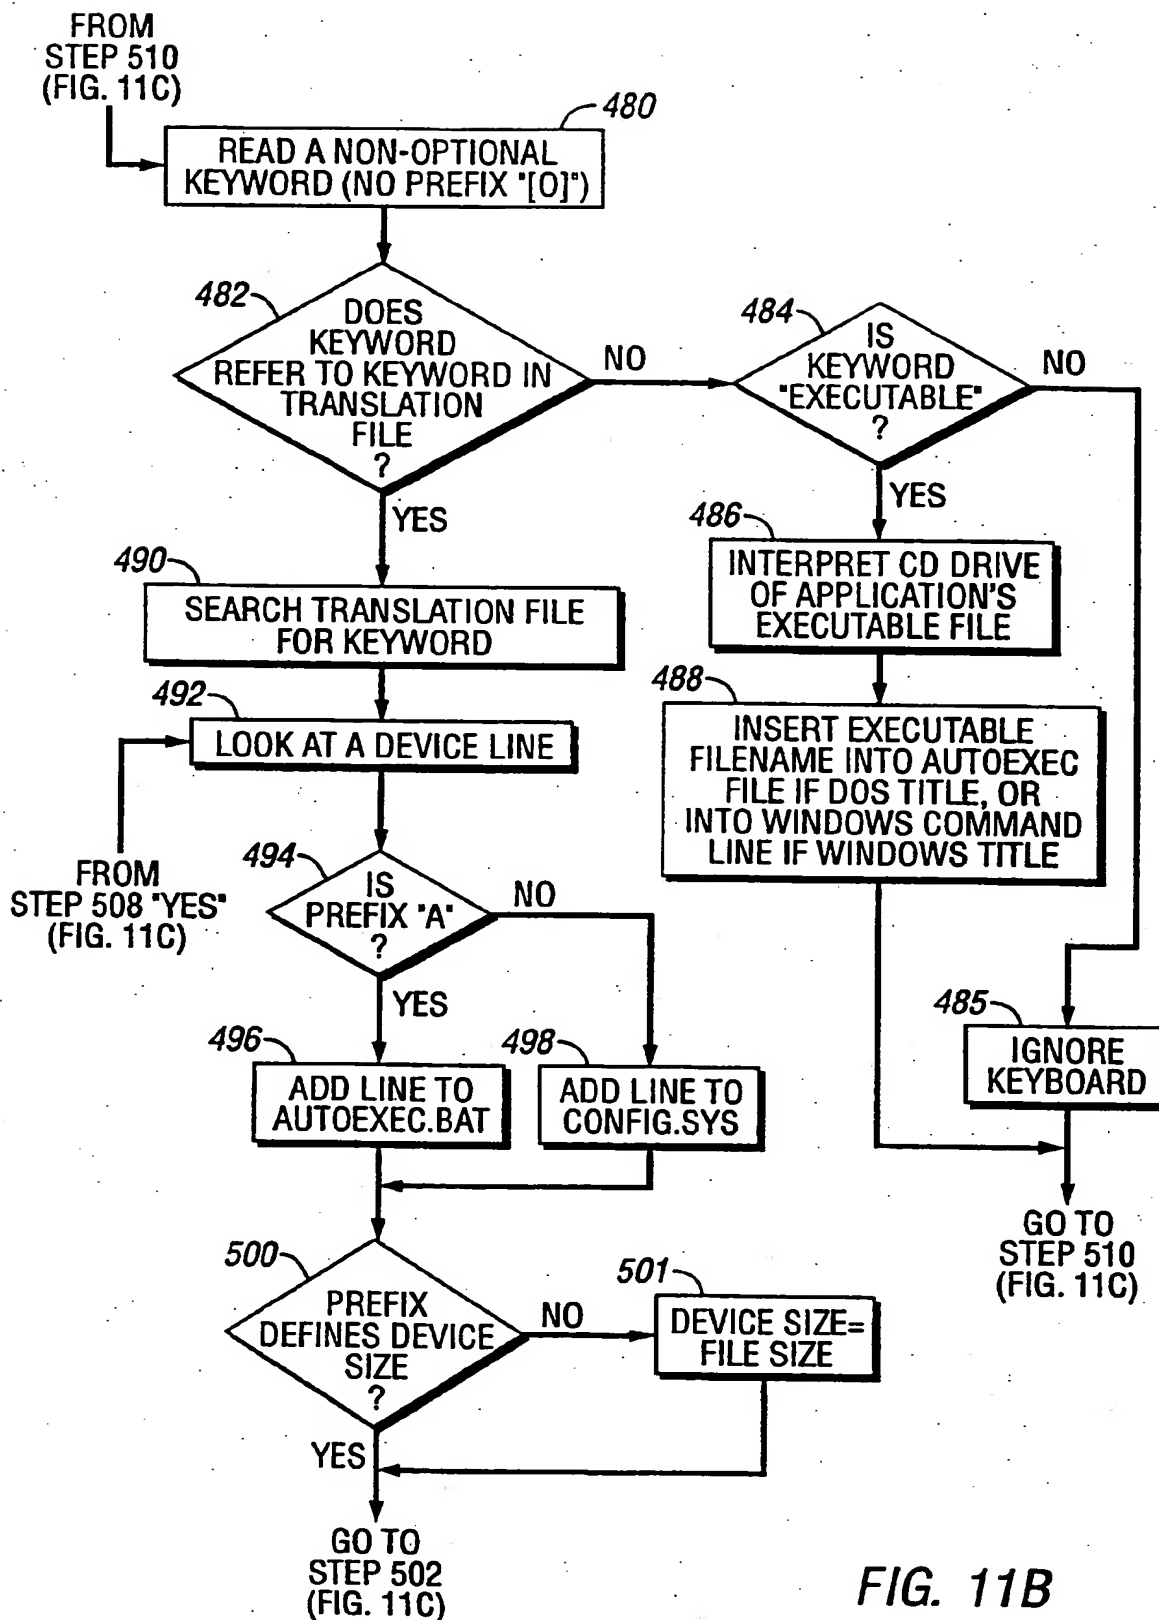 FROM
STEP 510
(FIG. 11C)
480
READ A NON-OPTIONAL
KEYWORD (NO PREFIX "[O]")
482
DOES
KEYWORD
REFER TO KEYWORD IN
TRANSLATION
FILE
?
NO
YES
484
IS
KEYWORD
"EXECUTABLE"
?
NO
YES
486
INTERPRET CD DRIVE
OF APPLICATION'S
EXECUTABLE FILE
488
INSERT EXECUTABLE
FILENAME INTO AUTOEXEC
FILE IF DOS TITLE, OR
INTO WINDOWS COMMAND
LINE IF WINDOWS TITLE
485
IGNORE
KEYBOARD
GO TO
STEP 510
(FIG. 11C)
490
SEARCH TRANSLATION FILE
FOR KEYWORD
492
LOOK AT A DEVICE LINE
FROM
STEP 508 "YES"
(FIG. 11C)
494
IS
PREFIX "A"
?
NO
YES
496
ADD LINE TO
AUTOEXEC.BAT
498
ADD LINE TO
CONFIG.SYS
500
PREFIX
DEFINES DEVICE
SIZE
?
NO
501
DEVICE SIZE=
FILE SIZE
YES
GO TO
STEP 502
(FIG. 11C)
FIG. 11B